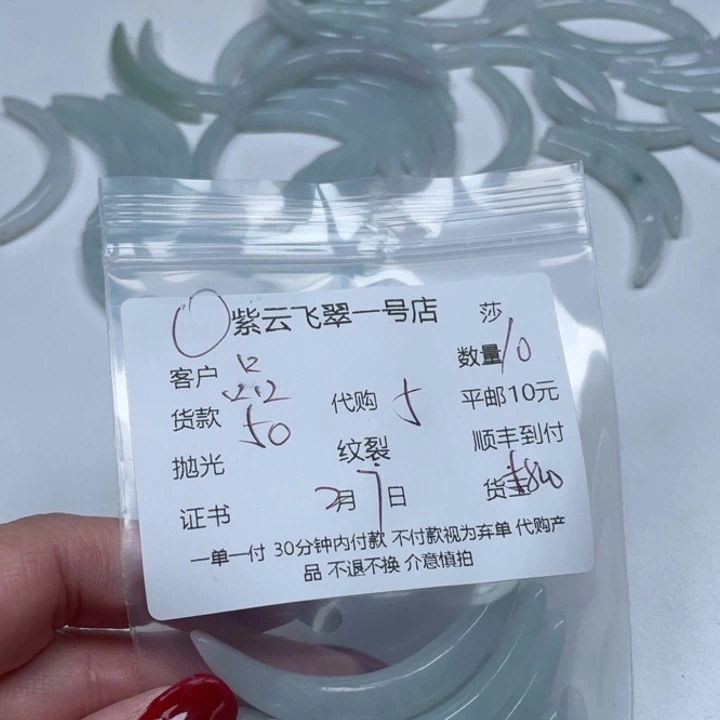 紫云飞翠一号店 莎
客户 212 数量 10
货款 50 代购 5 平邮10元
抛光 纹裂 顺丰到付
证书 2月7日 货主
一单一付 30分钟内付款 不付款视为弃单 代购产
品 不退不换 介意慎拍